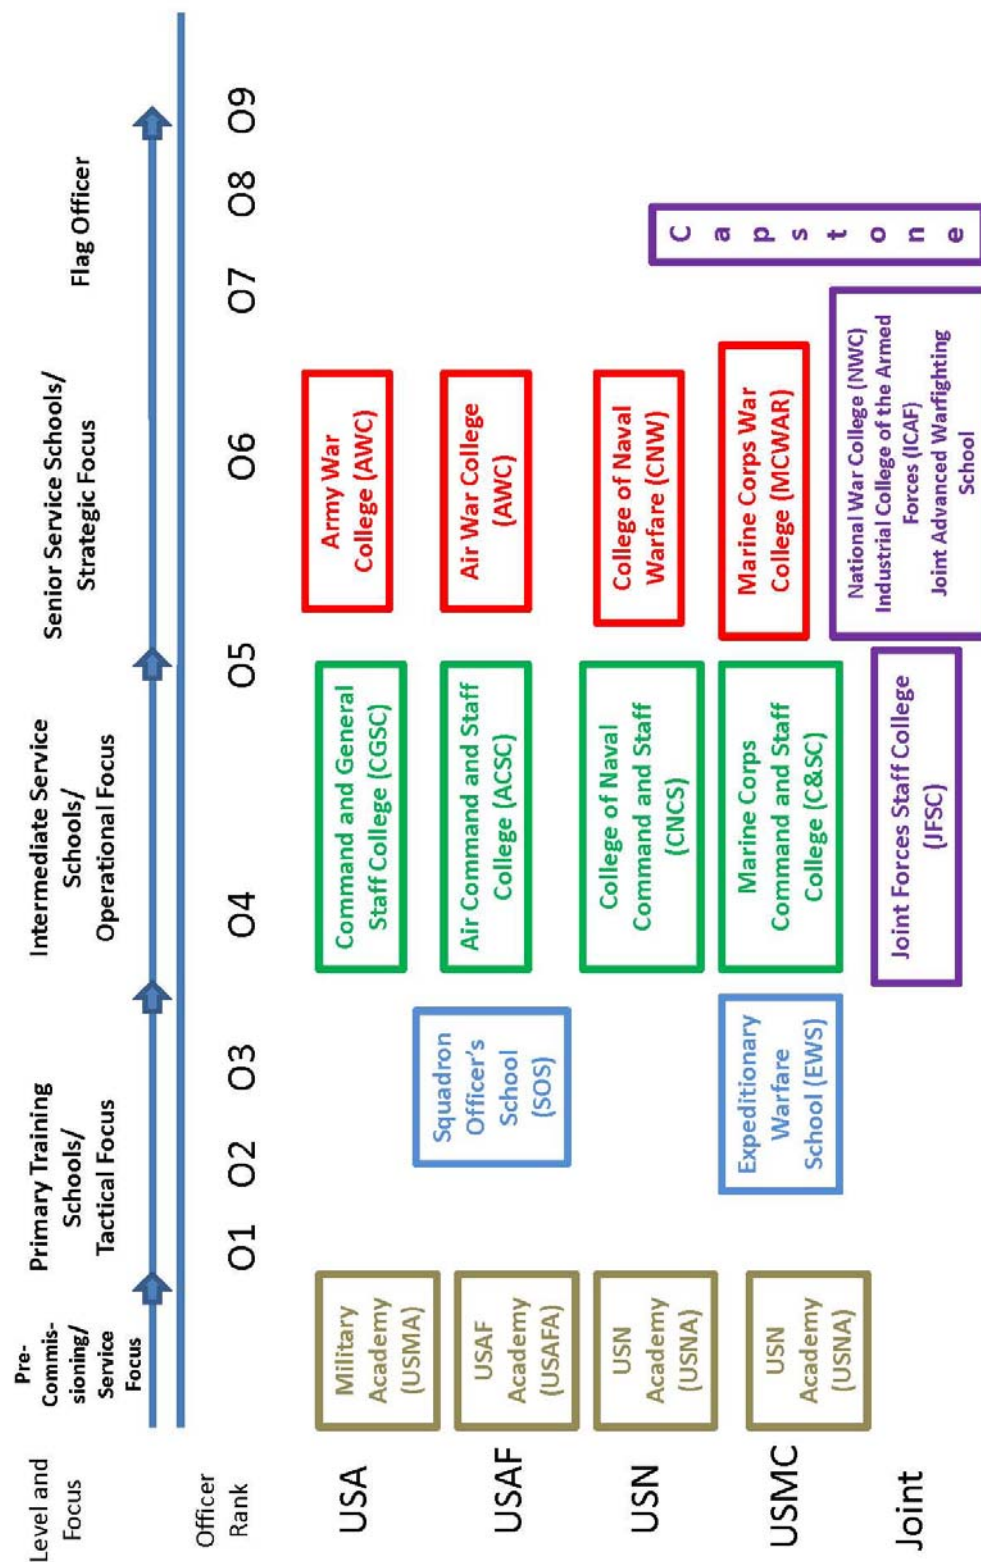 Level and
Focus
Pre-
Commis-
sioning/
Service
Focus
Primary Training
Schools/
Tactical Focus
Intermediate Service
Schools/
Operational Focus
Senior Service Schools/
Strategic Focus
Flag Officer
Officer
Rank
O1 O2 O3 O4 O5 O6 O7 O8 O9
USA
Military
Academy
(USMA)
Command and General
Staff College (CGSC)
Army War
College (AWC)
USAF
USAF
Academy
(USAFA)
Squadron
Officer's
School
(SOS)
Air Command and Staff
College (ACSC)
Air War College
(AWC)
USN
USN
Academy
(USNA)
College of Naval
Command and Staff
(CNCS)
College of Naval
Warfare (CNW)
USMC
USN
Academy
(USNA)
Expeditionary
Warfare
School (EWS)
Marine Corps
Command and Staff
College (C&SC)
Marine Corps War
College (MCWAR)
Joint
Joint Forces Staff College
(JFSC)
National War College (NWC)
Industrial College of the Armed
Forces (ICAF)
Joint Advanced Warfighting
School
C
a
p
s
t
o
n
e